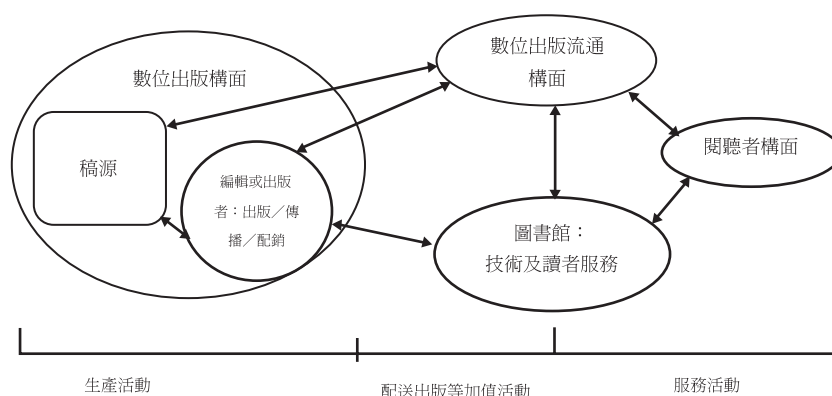 數位出版流通
構面
數位出版構面
稿源
編輯或出版
者：出版／傳
播／配銷
閱聽者構面
圖書館：
技術及讀者服務
生產活動
配送出版等加值活動
服務活動